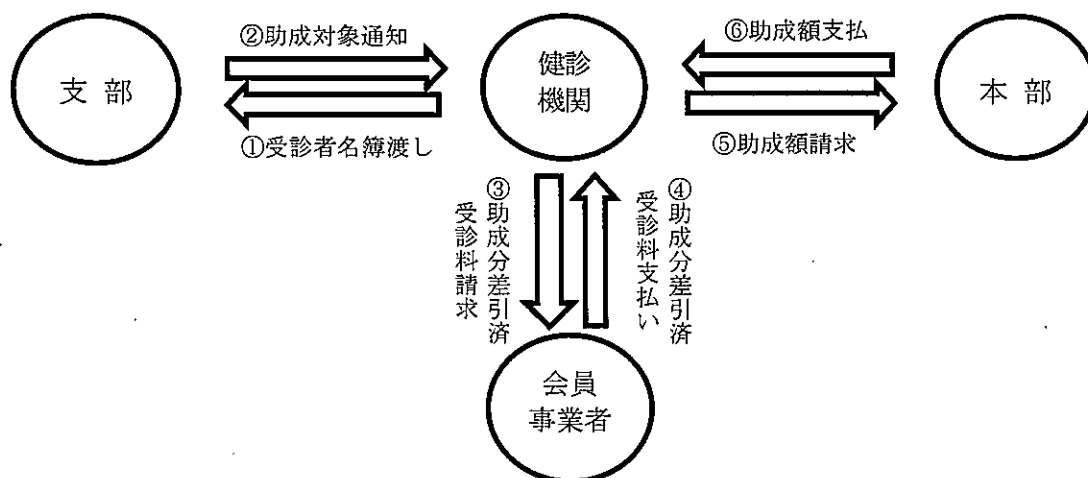 ②助成対象通知
⑥助成額支払
支部
健診
機関
本部
①受診者名簿渡し
⑤助成額請求
③助成分差引済
受診料請求
④助成分差引済
受診料支払い
会員
事業者